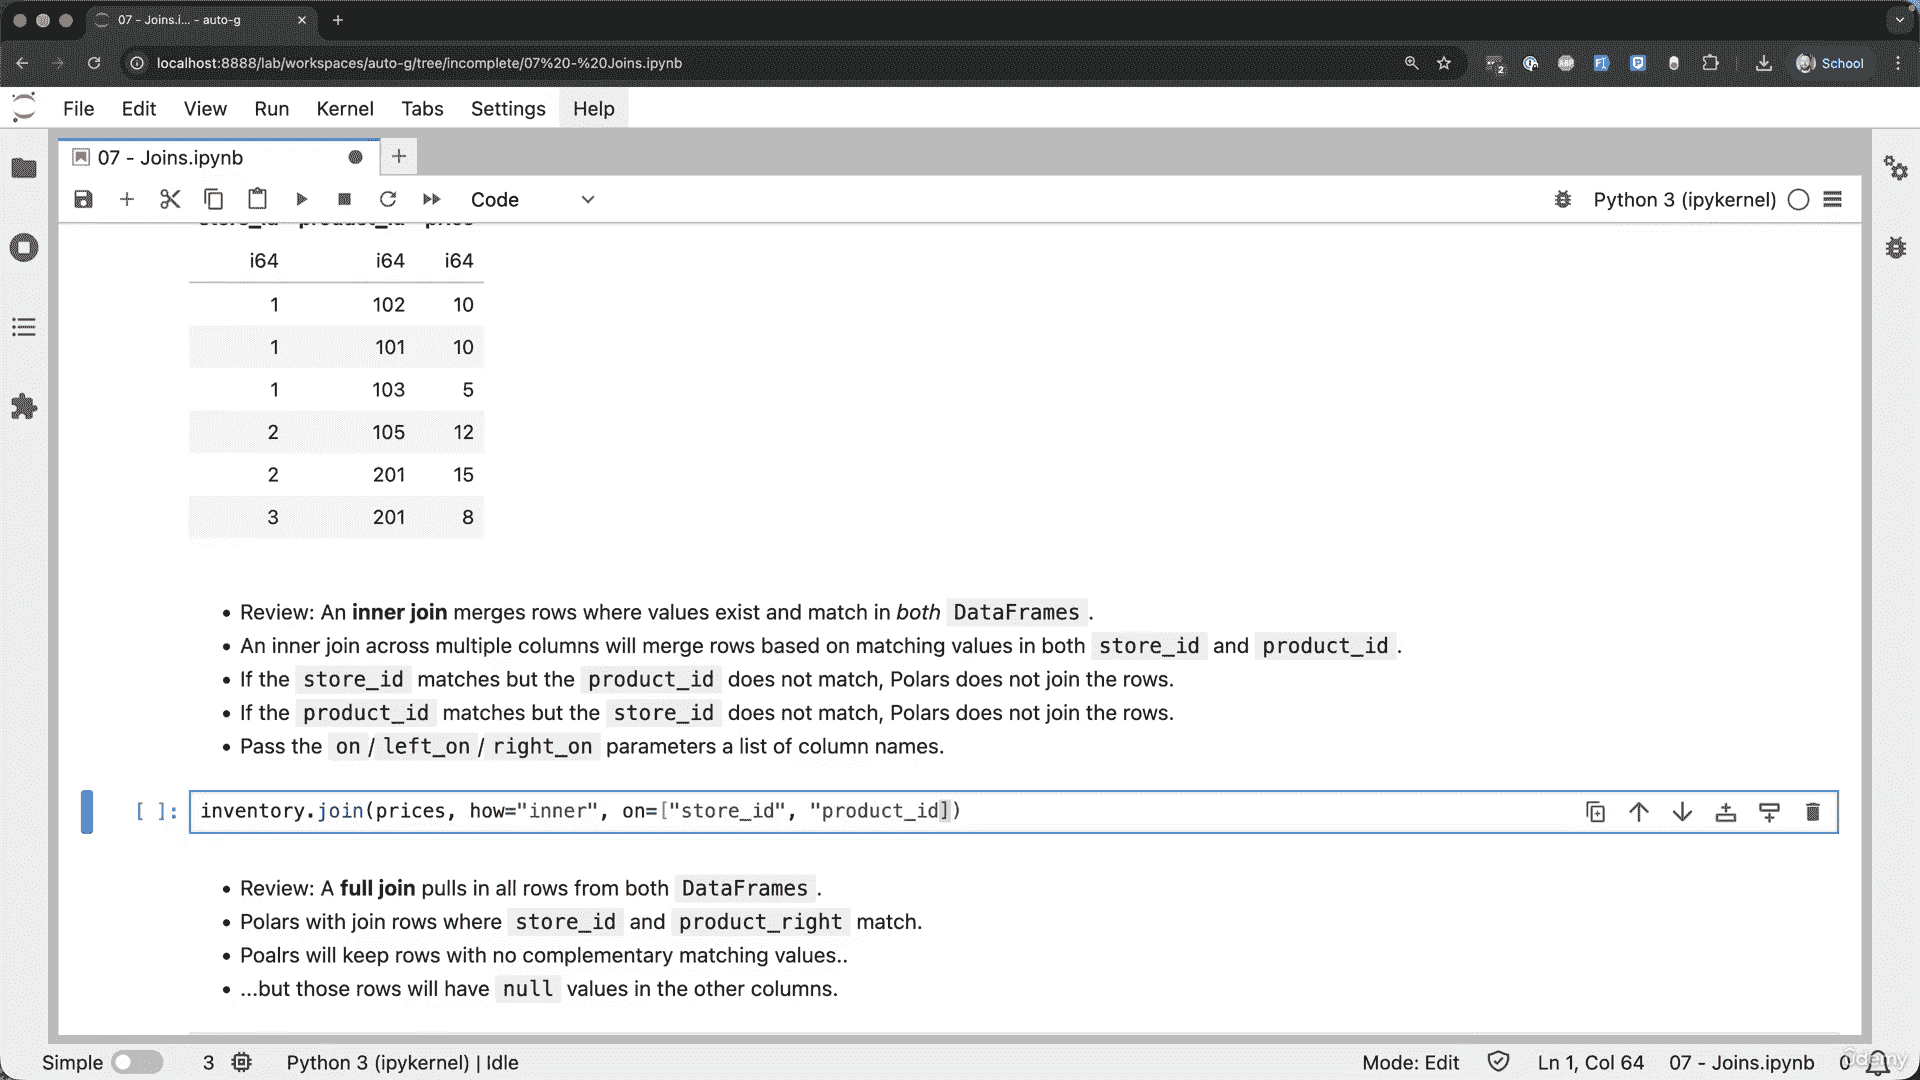 07 - Joins.i... - auto-g
localhost:8888/lab/workspaces/auto-g/tree/incomplete/07%20-%20Joins.ipynb
2
School
File Edit View Run Kernel Tabs Settings Help
07 - Joins.ipynb
Code
Python 3 (ipykernel)
store_id product_id price
i64 i64 i64
1 102 10
1 101 10
1 103 5
2 105 12
2 201 15
3 201 8
• Review: An inner join merges rows where values exist and match in both DataFrames .
• An inner join across multiple columns will merge rows based on matching values in both store_id and product_id .
• If the store_id matches but the product_id does not match, Polars does not join the rows.
• If the product_id matches but the store_id does not match, Polars does not join the rows.
• Pass the on / left_on / right_on parameters a list of column names.
[ ]: inventory.join(prices, how="inner", on=["store_id", "product_id])
• Review: A full join pulls in all rows from both DataFrames .
• Polars with join rows where store_id and product_right match.
• Poalrs will keep rows with no complementary matching values..
• ...but those rows will have null values in the other columns.
Simple 3 Python 3 (ipykernel) | Idle Mode: Edit Ln 1, Col 64 07 - Joins.ipynb 0
udemy